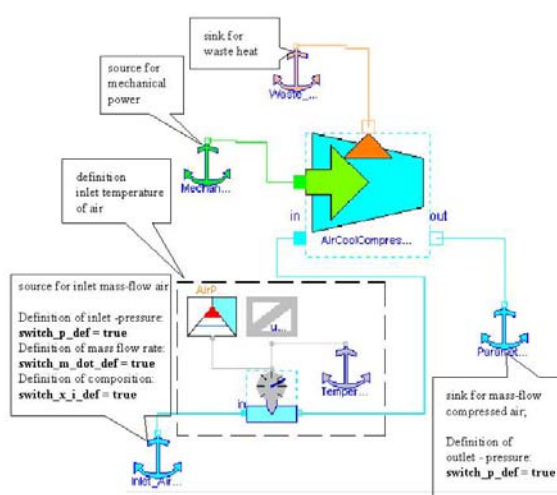 sink for
waste heat
source for
mechanical
power
Waste_...
Mechan...
definition
inlet temperature
of air
in
out
AirCoolCompres...
source for inlet mass-flow air
Definition of inlet -pressure:
switch_p_def = true
Definition of mass flow rate:
switch_m_dot_def = true
Definition of composition:
switch_x_i_def = true
AirP
u...
Temper...
in
Inlet_Air...
sink for mass-flow
compressed air;
Definition of
outlet - pressure:
switch_p_def = true